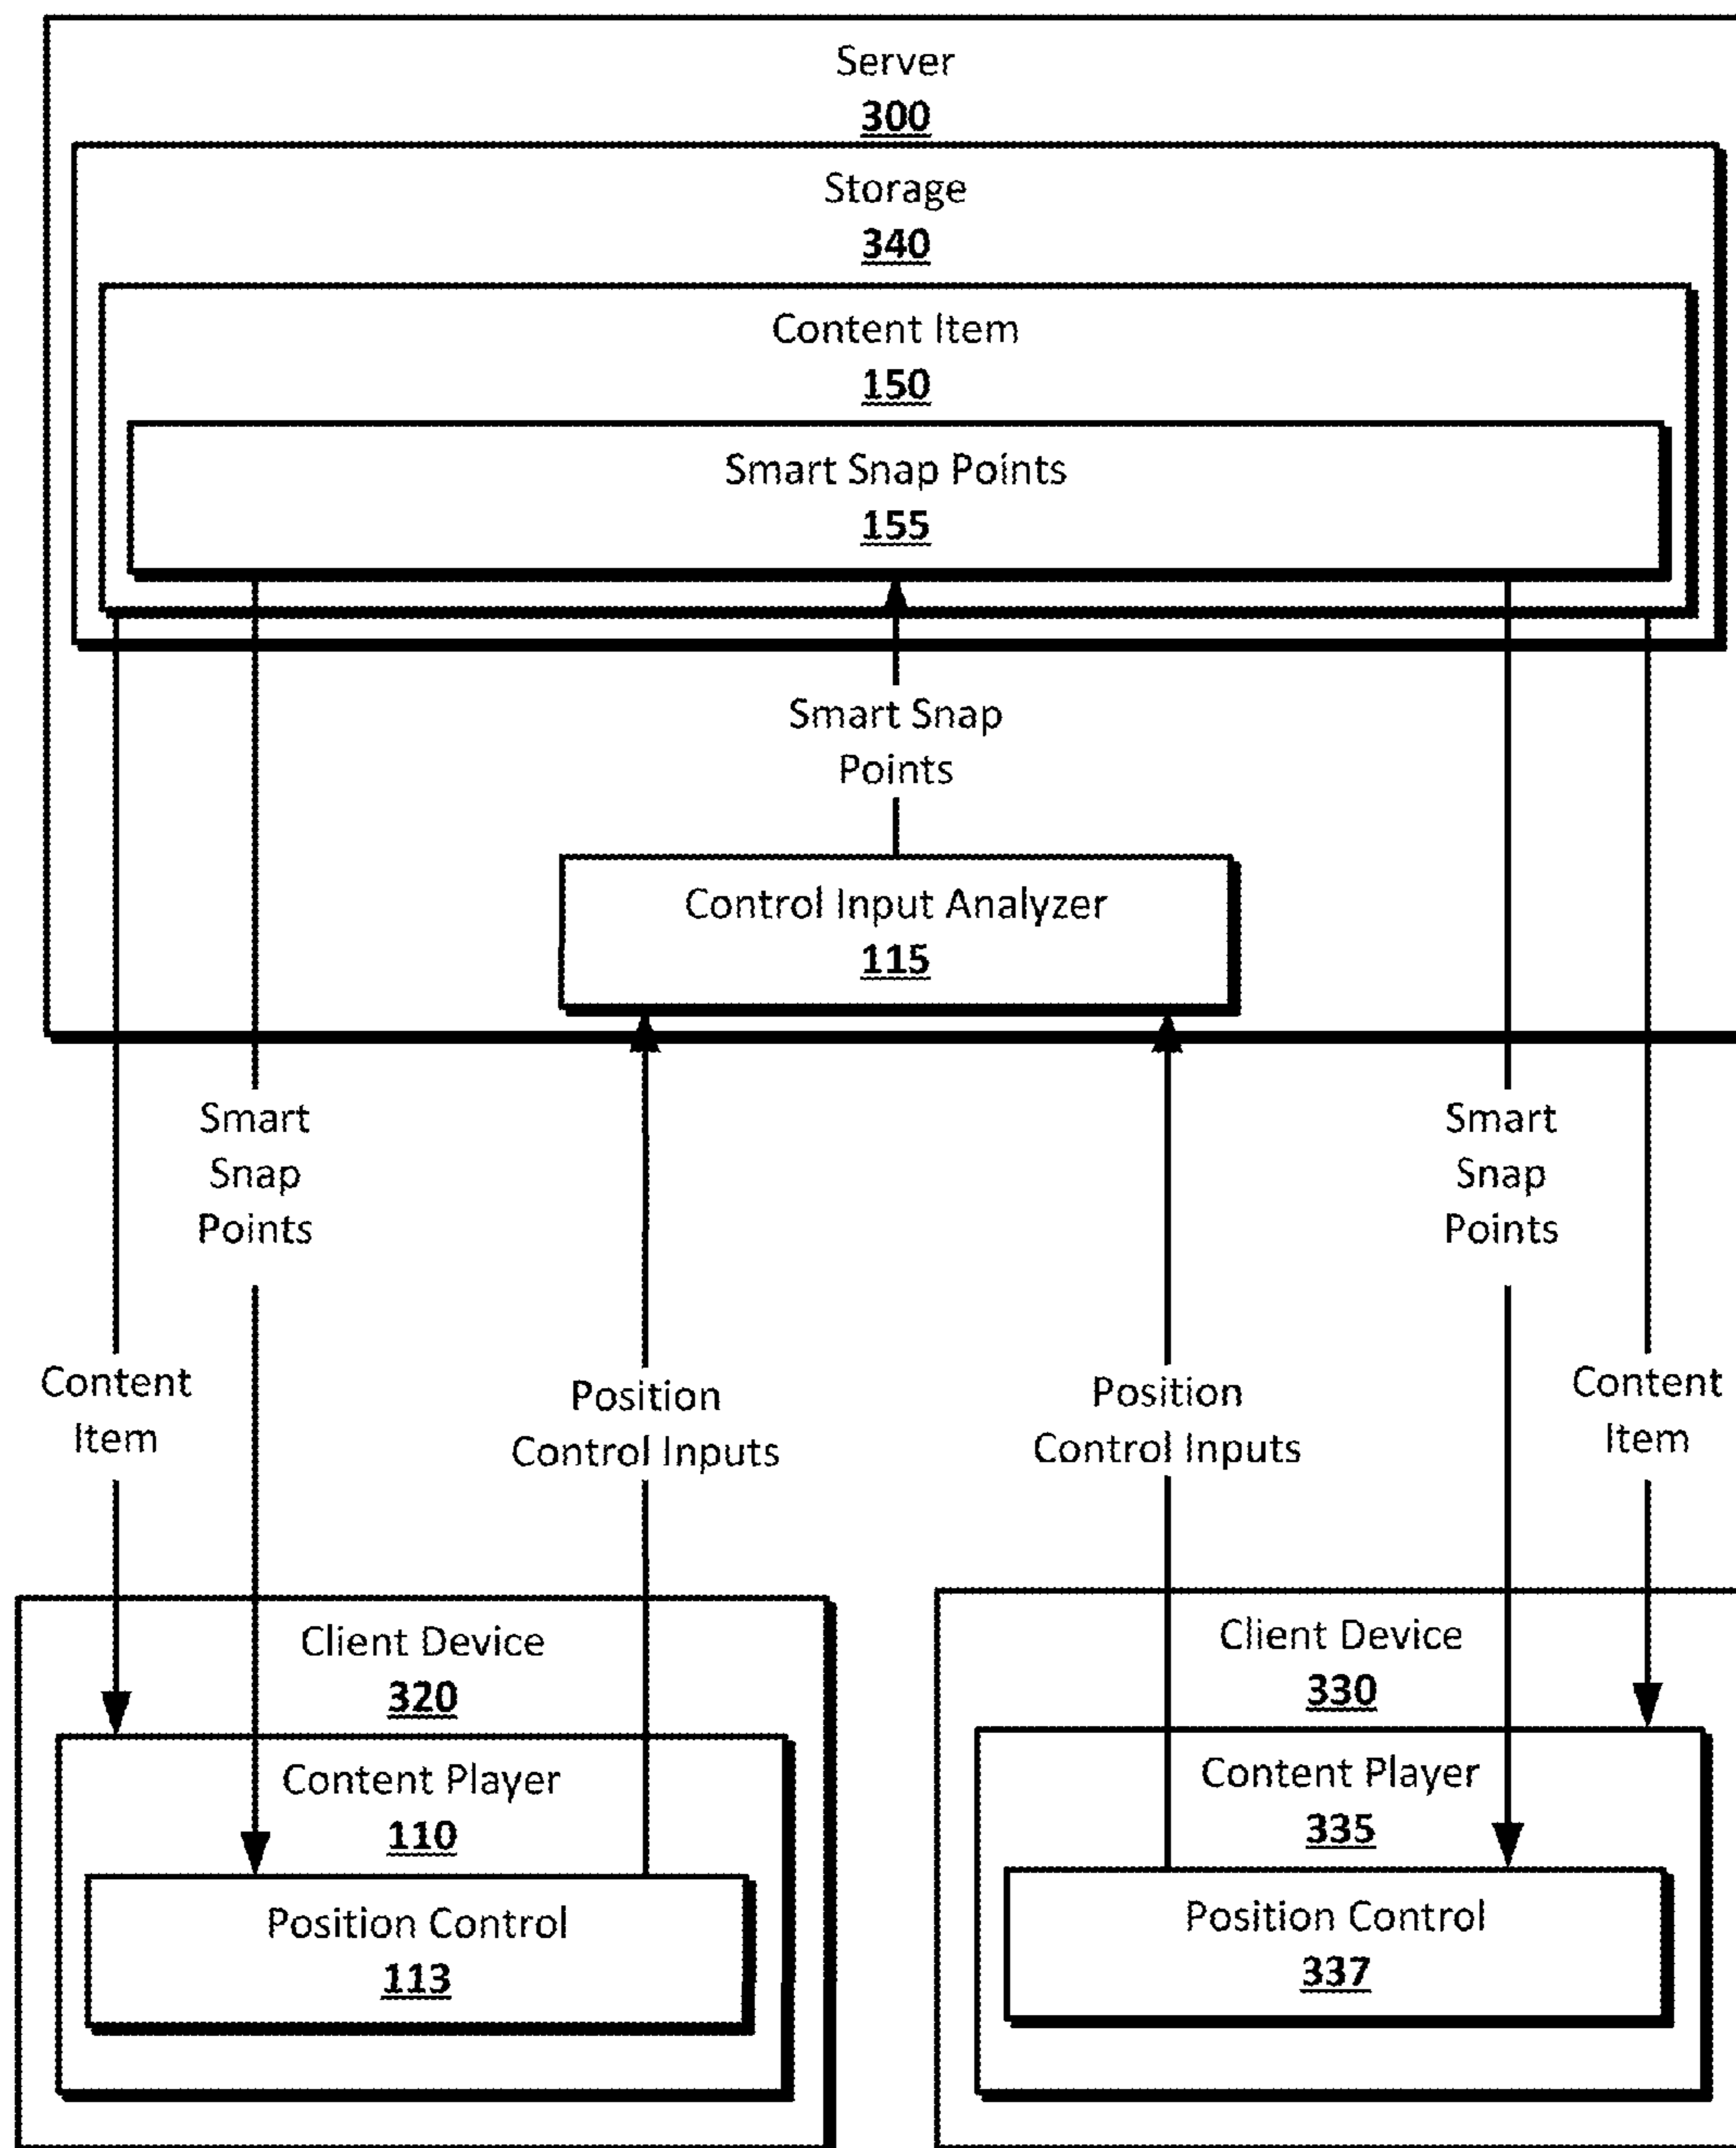 Server
300
Storage
340
Content Item
150
Smart Snap Points
155
Smart Snap
Points
Control Input Analyzer
115
Smart
Snap
Points
Smart
Snap
Points
Content
Item
Position
Control Inputs
Position
Control Inputs
Content
Item
Client Device
320
Content Player
110
Position Control
113
Client Device
330
Content Player
335
Position Control
337